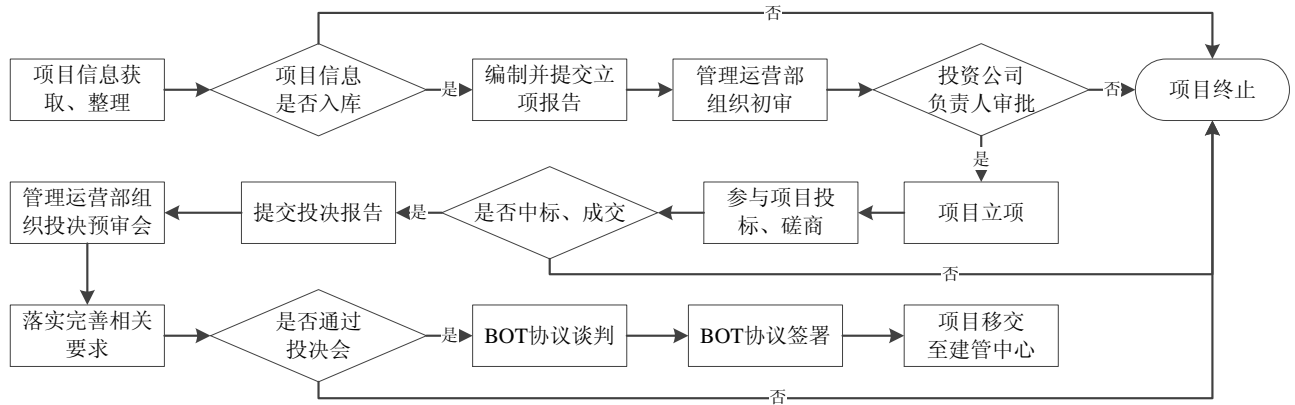 否
项目信息获
取、整理
项目信息
是否入库
是
编制并提交立
项报告
管理运营部
组织初审
投资公司
负责人审批
否
项目终止
是
管理运营部组
织投决预审会
提交投决报告
是
是否中标、成交
参与项目投
标、磋商
项目立项
否
落实完善相关
要求
是否通过
投决会
是
BOT协议谈判
BOT协议签署
项目移交
至建管中心
否